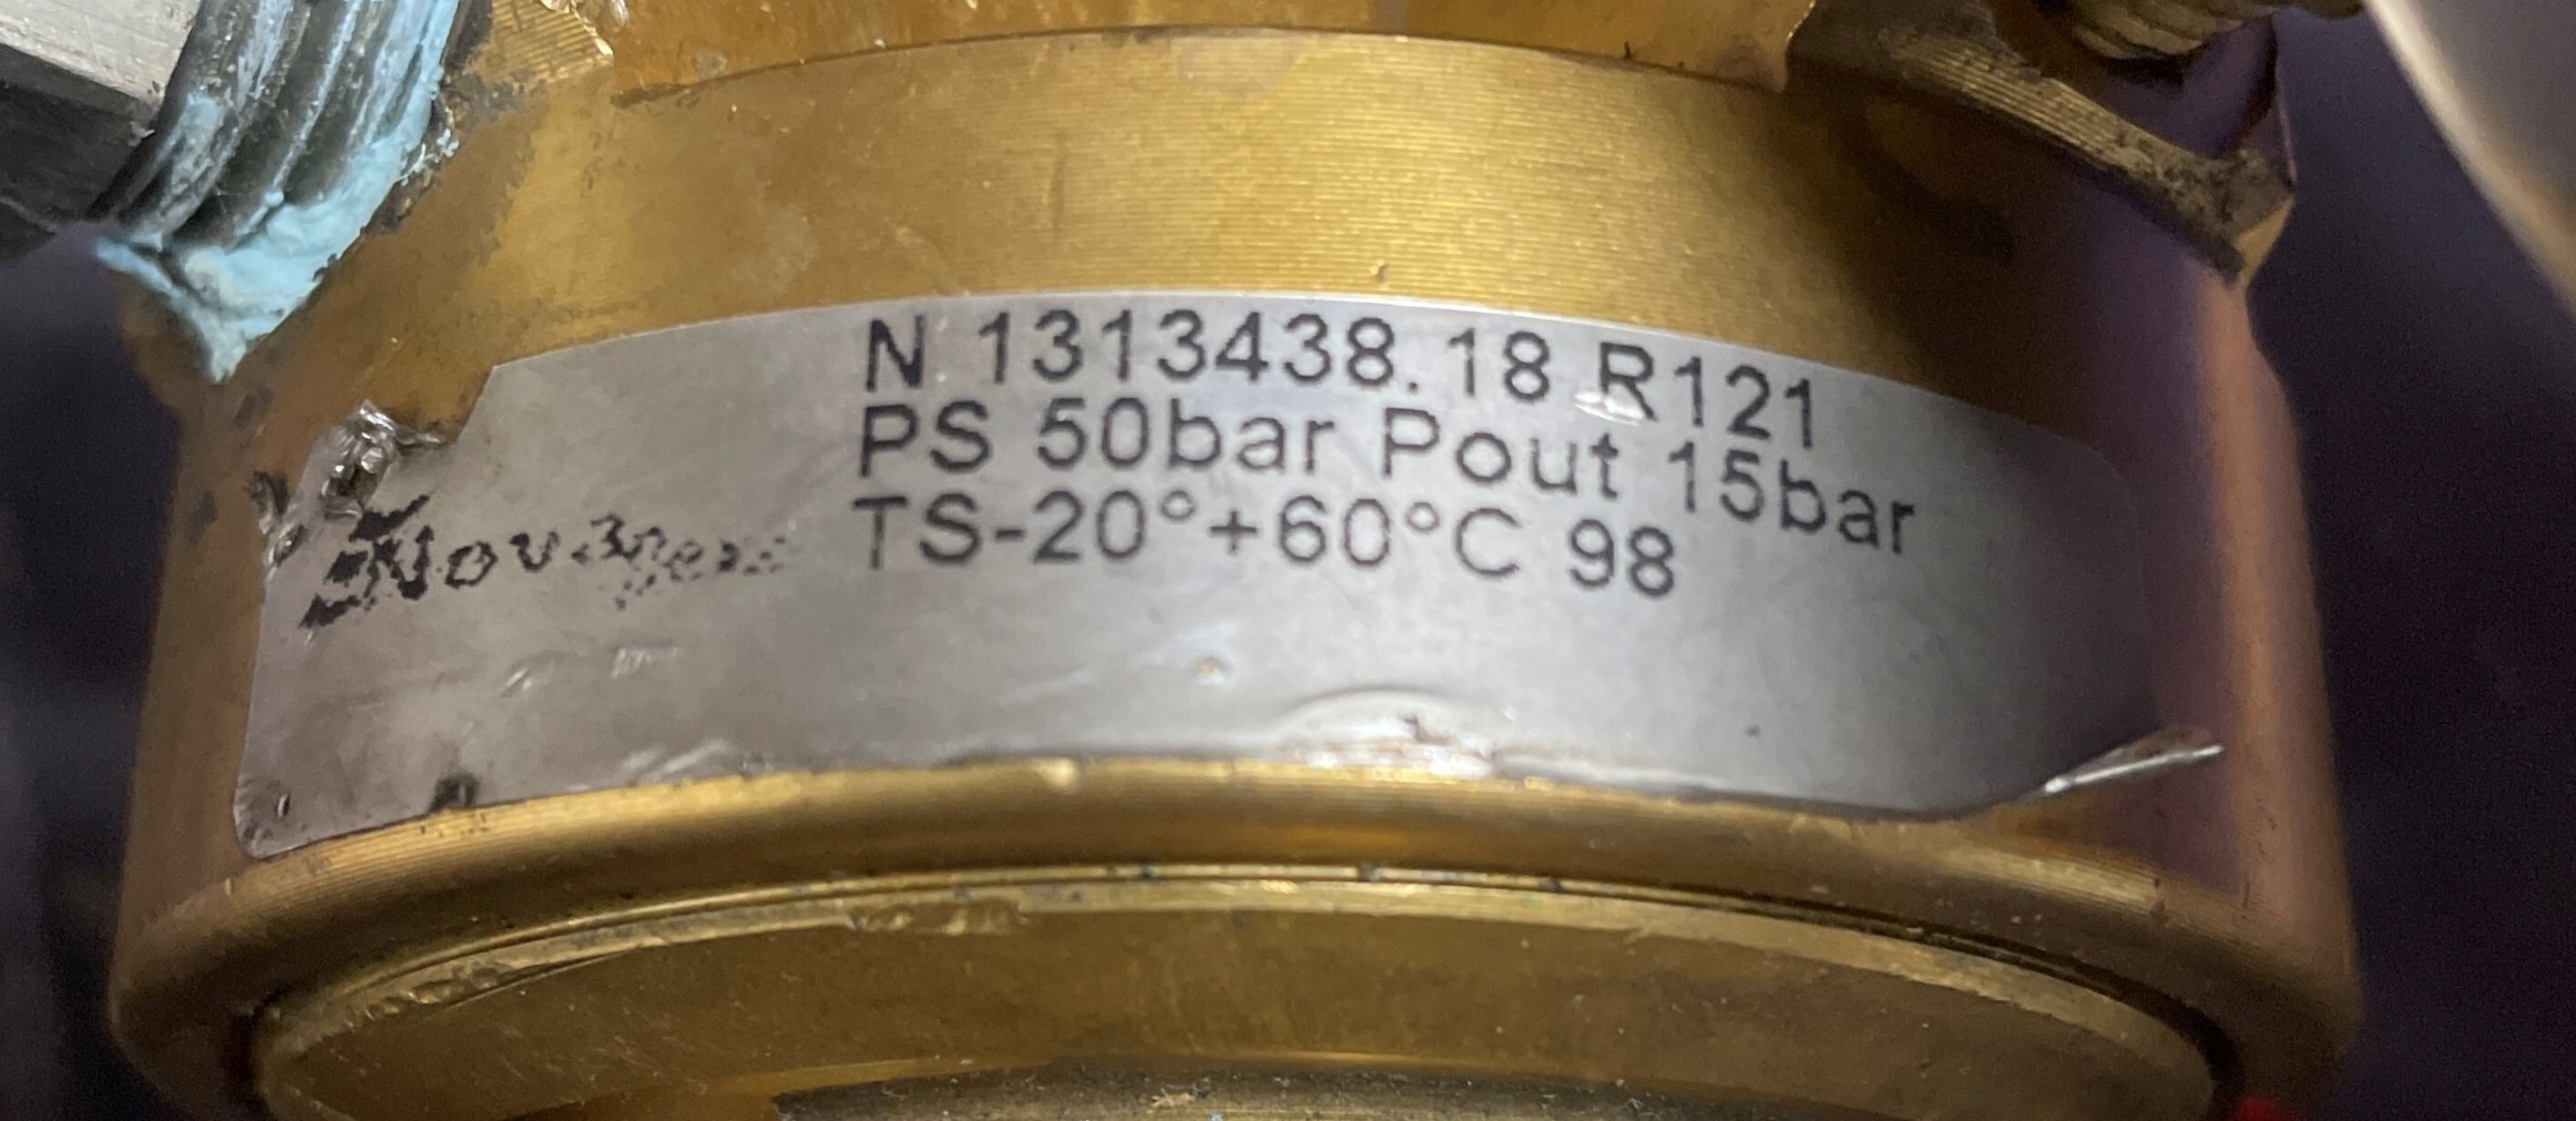 N 1313438.18 R121
PS 50bar Pout 15bar
TS-20°+60°C 98